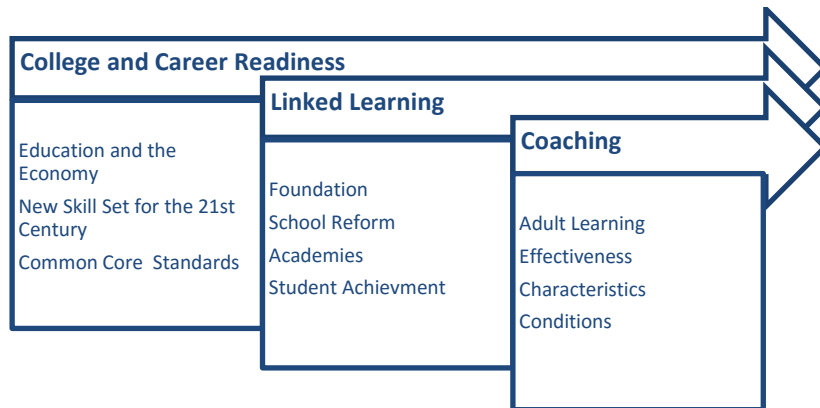 College and Career Readiness
Education and the
Economy
New Skill Set for the 21st
Century
Common Core  Standards
Linked Learning
Foundation
School Reform
Academies
Student Achievment
Coaching
Adult Learning
Effectiveness
Characteristics
Conditions